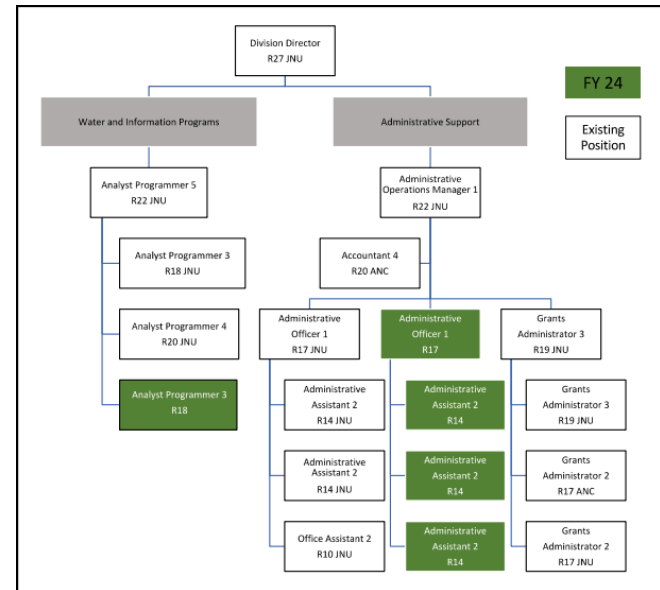 Division Director
R27 JNU
FY 24
Water and Information Programs
Administrative Support
Existing
Position
Analyst Programmer 5
R22 JNU
Administrative
Operations Manager 1
R22 JNU
Analyst Programmer 3
R18 JNU
Accountant 4
R20 ANC
Analyst Programmer 4
R20 JNU
Administrative
Officer 1
R17 JNU
Administrative
Officer 1
R17
Grants
Administrator 3
R19 JNU
Analyst Programmer 3
R18
Administrative
Assistant 2
R14 JNU
Administrative
Assistant 2
R14
Grants
Administrator 3
R19 JNU
Administrative
Assistant 2
R14 JNU
Administrative
Assistant 2
R14
Grants
Administrator 2
R17 ANC
Office Assistant 2
R10 JNU
Administrative
Assistant 2
R14
Grants
Administrator 2
R17 JNU